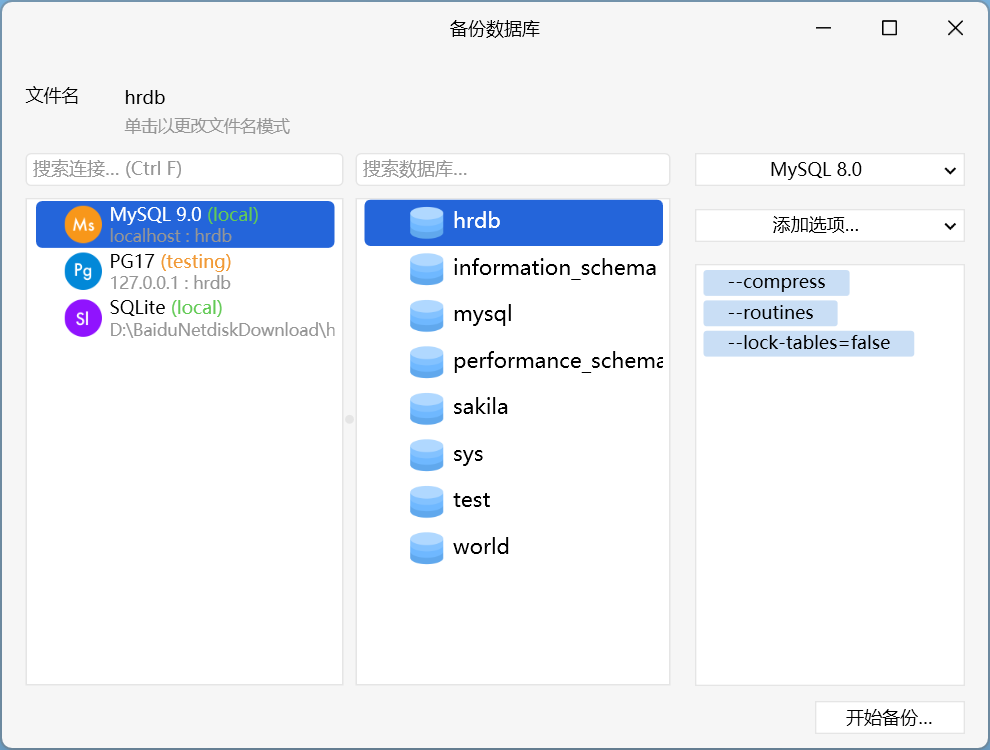 备份数据库
文件名
hrdb
单击以更改文件名模式
搜索连接... (Ctrl F)
Ms
MySQL 9.0 (local)
localhost : hrdb
Pg
PG17 (testing)
127.0.0.1 : hrdb
Sl
SQLite (local)
D:\BaiduNetdiskDownload\h
搜索数据库...
hrdb
information_schema
mysql
performance_schema
sakila
sys
test
world
MySQL 8.0
添加选项...
--compress
--routines
--lock-tables=false
开始备份...